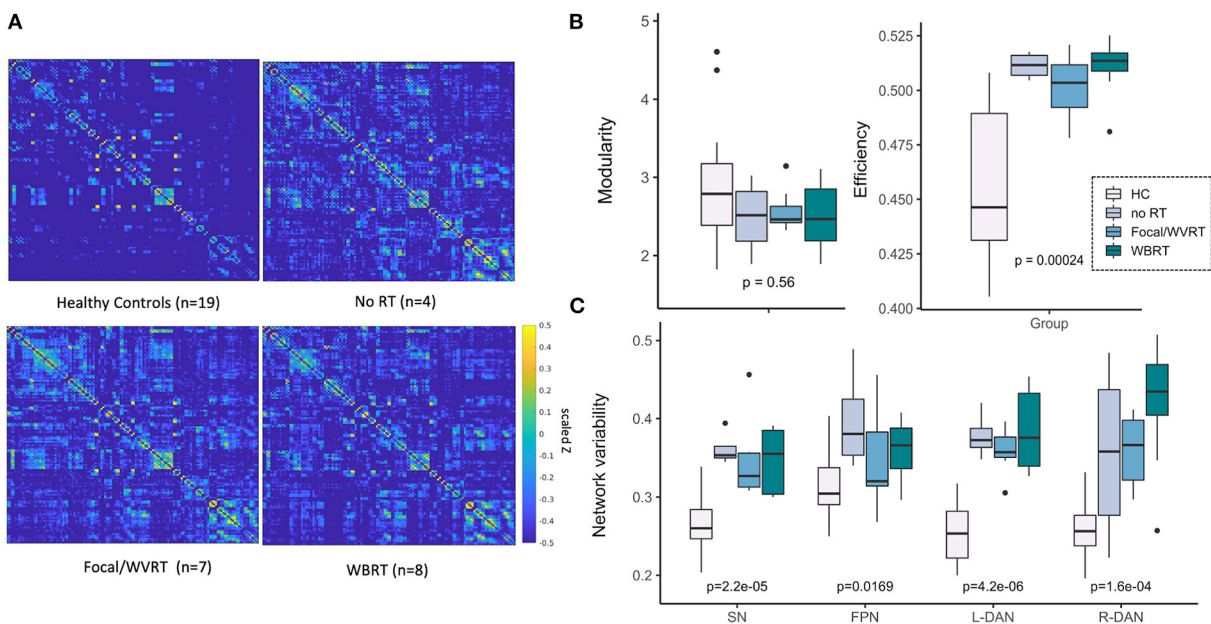 A
Healthy Controls (n=19)
No RT (n=4)
Focal/WVRT (n=7)
WBRT (n=8)
0.5
0.4
0.3
0.2
0.1
0
-0.1
-0.2
-0.3
-0.4
-0.5
scaled Z
B
Modularity
5
4
3
2
p = 0.56
Efficiency
0.525
0.500
0.475
0.450
0.425
0.400
p = 0.00024
Group
HC
no RT
Focal/WVRT
WBRT
C
Network variability
0.5
0.4
0.3
0.2
p=2.2e-05
p=0.0169
p=4.2e-06
p=1.6e-04
SN
FPN
L-DAN
R-DAN